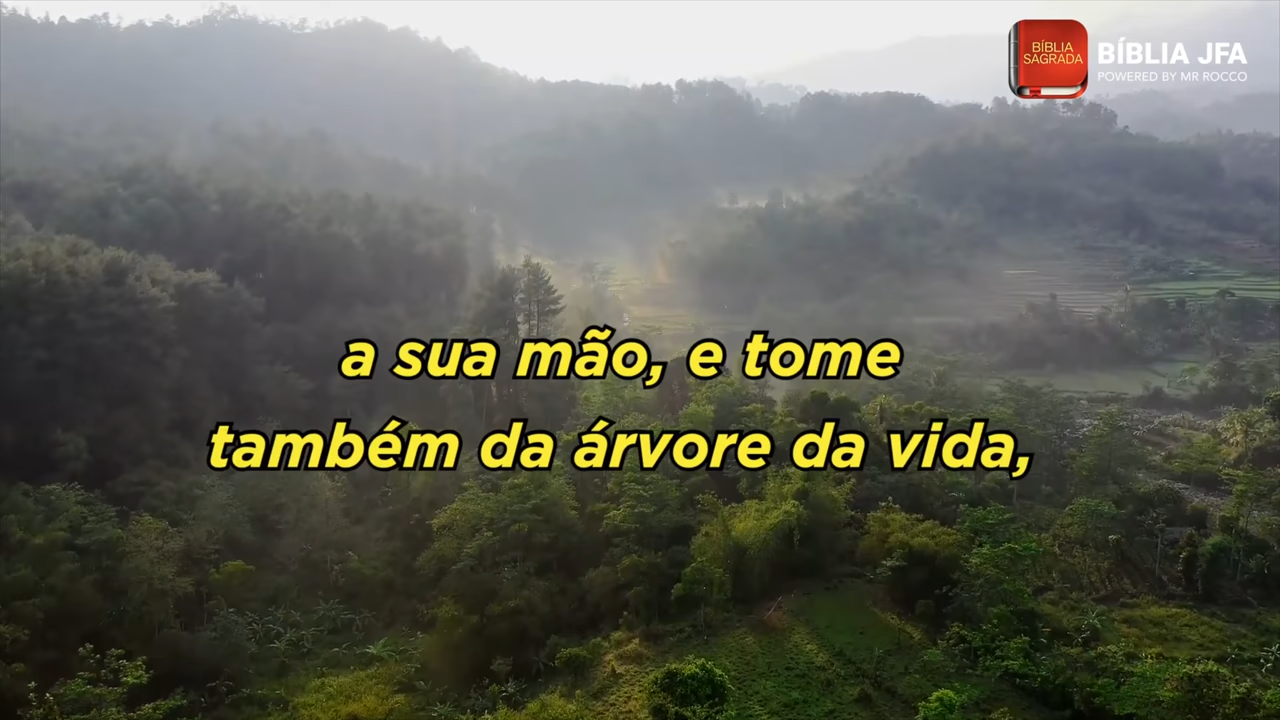 BÍBLIA
SAGRADA
BÍBLIA JFA
POWERED BY MR ROCCO
a sua mão, e tome
também da árvore da vida,